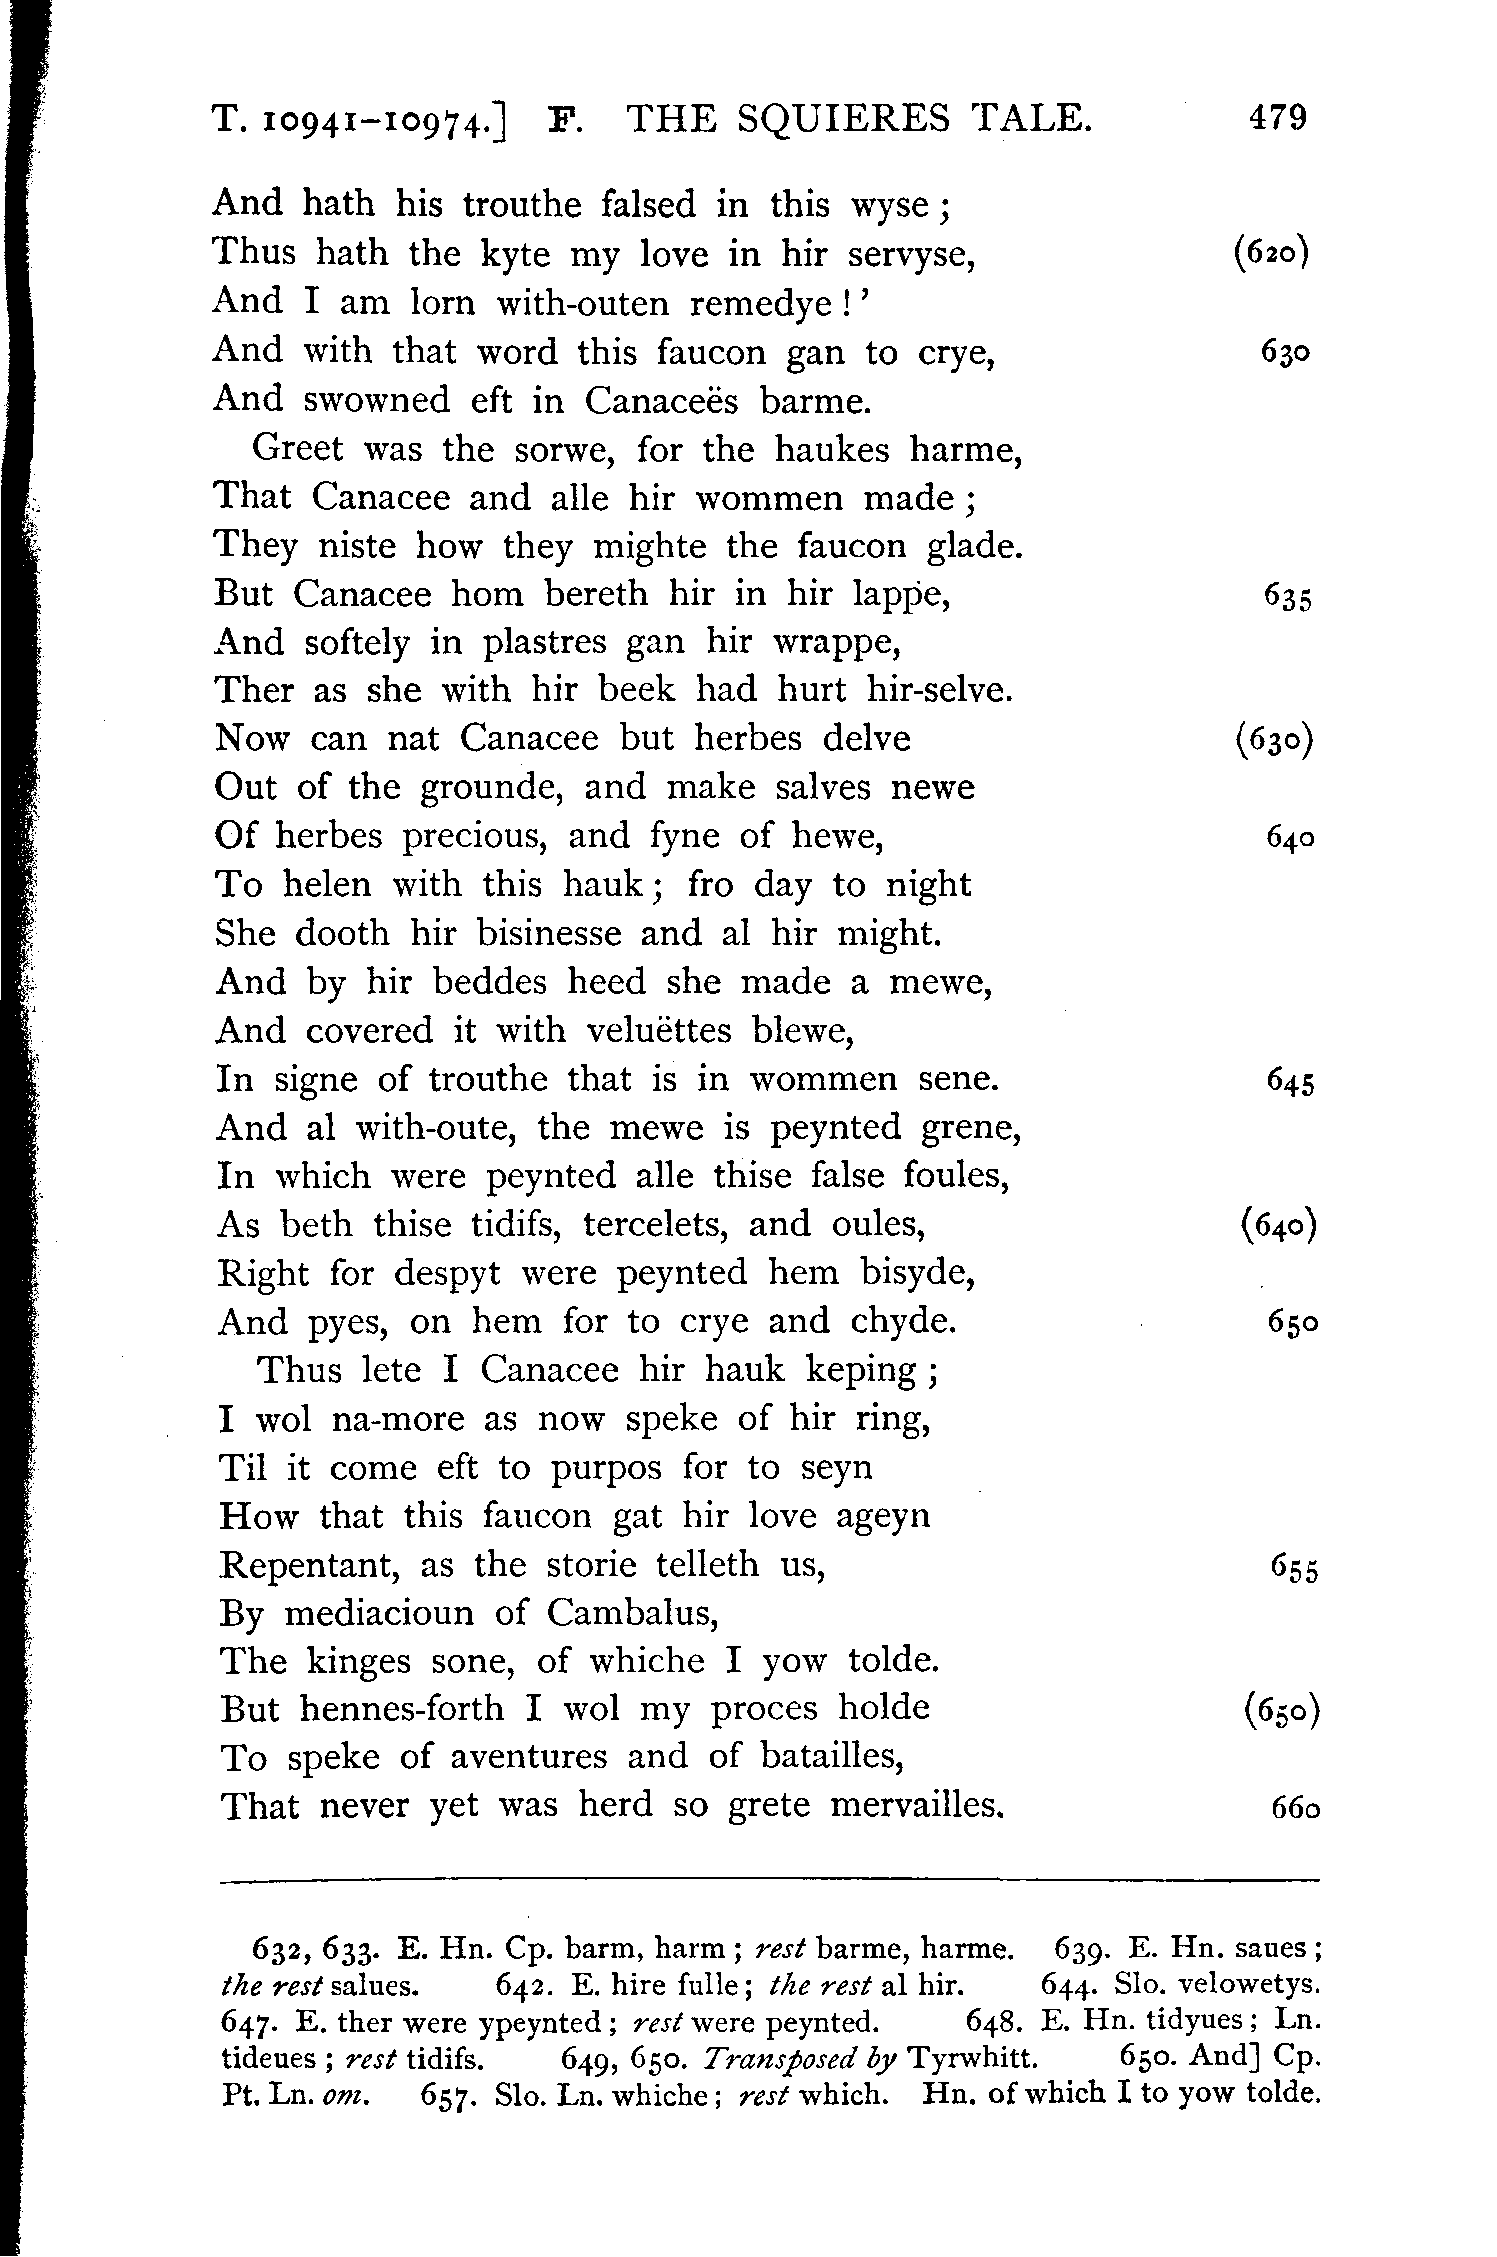 T. 10941-10974.] F. THE SQUIERES TALE. 479
And hath his trouthe falsed in this wyse ;
Thus hath the kyte my love in hir servyse, (620)
And I am lorn with-outen remedye ! ’
And with that word this faucon gan to crye, 630
And swowned eft in Canaceës barme.
Greet was the sorwe, for the haukes harme,
That Canacee and alle hir wommen made ;
They niste how they mighte the faucon glade.
But Canacee hom bereth hir in hir lappe, 635
And softely in plastres gan hir wrappe,
Ther as she with hir beek had hurt hir-selve.
Now can nat Canacee but herbes delve (630)
Out of the grounde, and make salves newe
Of herbes precious, and fyne of hewe, 640
To helen with this hauk ; fro day to night
She dooth hir bisinesse and al hir might.
And by hir beddes heed she made a mewe,
And covered it with veluëttes blewe,
In signe of trouthe that is in wommen sene. 645
And al with-oute, the mewe is peynted grene,
In which were peynted alle thise false foules,
As beth thise tidifs, tercelets, and oules, (640)
Right for despyt were peynted hem bisyde,
And pyes, on hem for to crye and chyde. 650
Thus lete I Canacee hir hauk keping ;
I wol na-more as now speke of hir ring,
Til it come eft to purpos for to seyn
How that this faucon gat hir love ageyn
Repentant, as the storie telleth us, 655
By mediacioun of Cambalus,
The kinges sone, of whiche I yow tolde.
But hennes-forth I wol my proces holde (650)
To speke of aventures and of batailles,
That never yet was herd so grete mervailles. 660
632, 633. E. Hn. Cp. barm, harm ; rest barme, harme. 639. E. Hn. saues ;
the rest salues. 642. E. hire fulle ; the rest al hir. 644. Slo. velowetys.
647. E. ther were ypeynted ; rest were peynted. 648. E. Hn. tidyues ; Ln.
tideues ; rest tidifs. 649, 650. Transposed by Tyrwhitt. 650. And] Cp.
Pt. Ln. om. 657. Slo. Ln. whiche ; rest which. Hn. of which I to yow tolde.